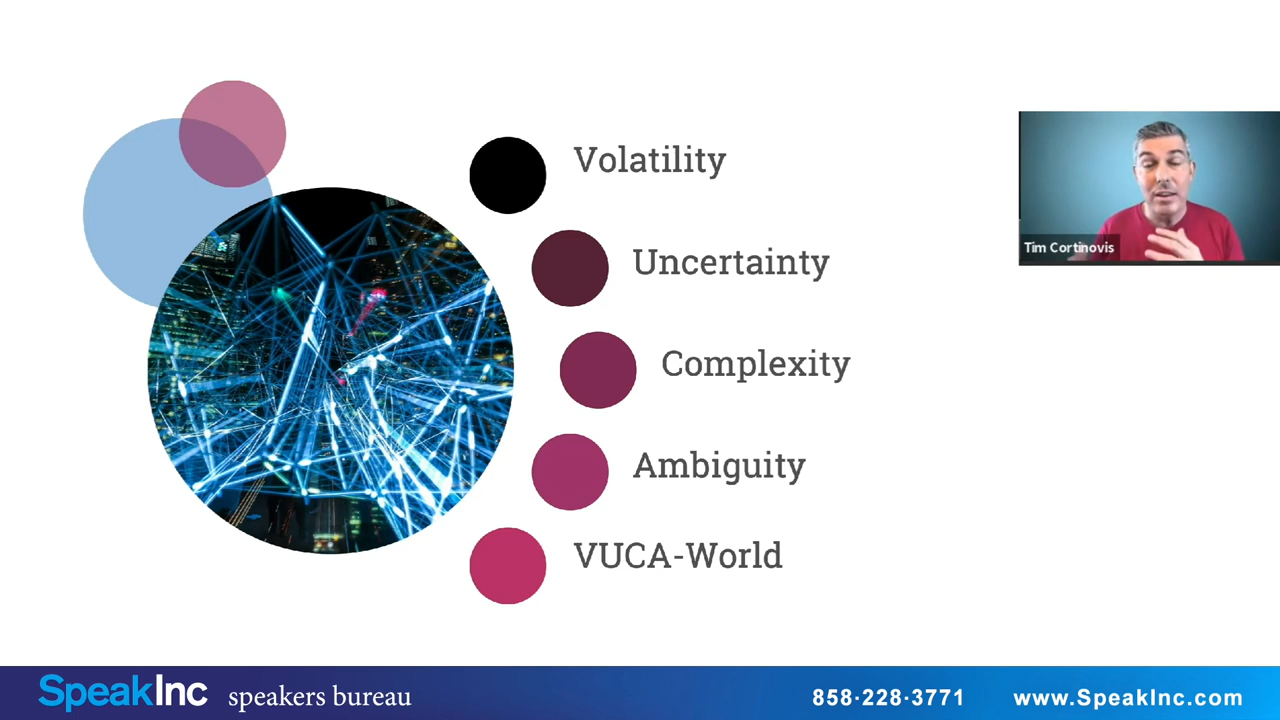 Volatility
Uncertainty
Complexity
Ambiguity
VUCA-World
Tim Cortinovis
SpeakInc speakers bureau
858·228·3771
www.SpeakInc.com